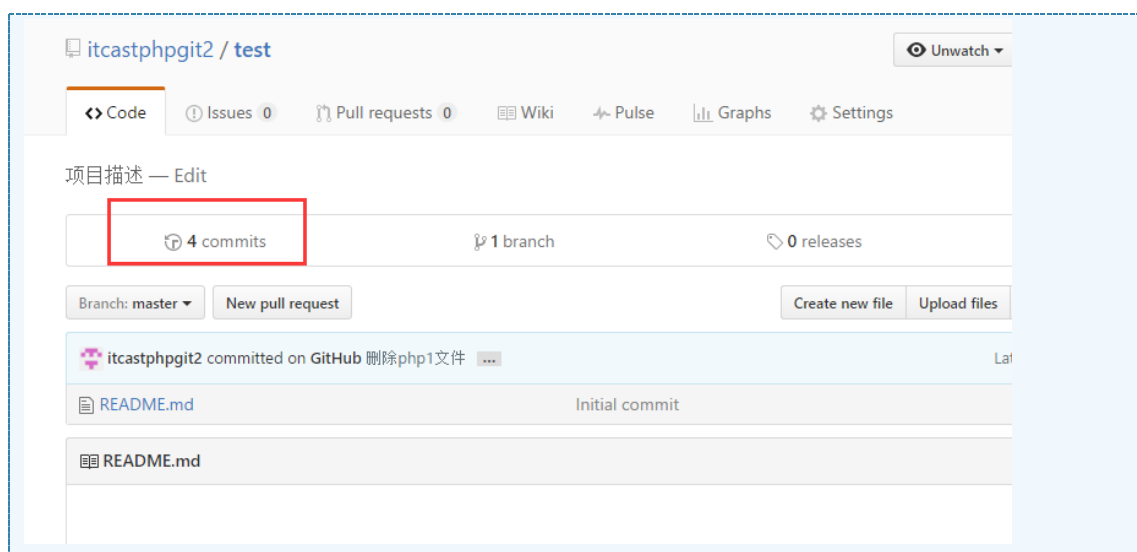 itcastphpgit2 / test
Unwatch
Code Issues 0 Pull requests 0 Wiki Pulse Graphs Settings
项目描述 — Edit
4 commits 1 branch 0 releases
Branch: master New pull request Create new file Upload files
itcastphpgit2 committed on GitHub 删除php1文件 ... Lat
README.md Initial commit
README.md